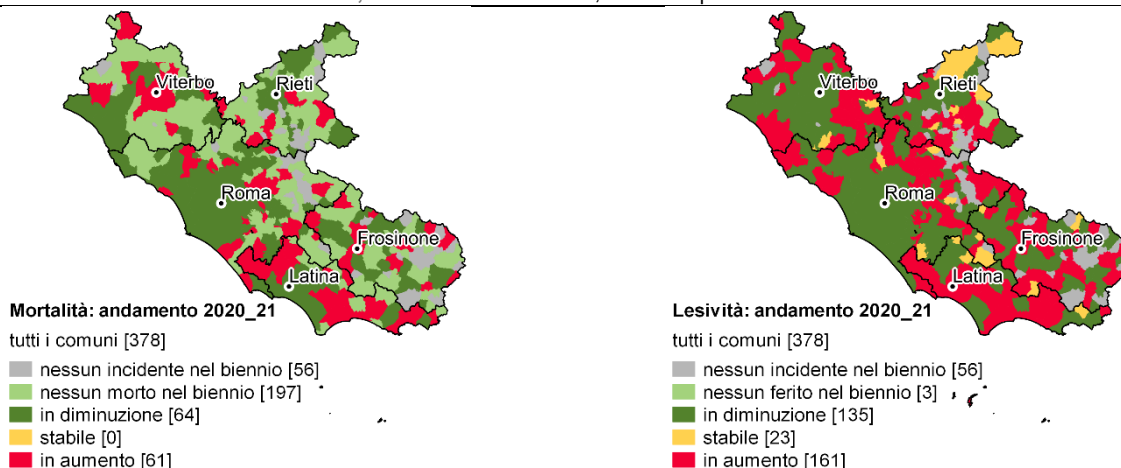 Viterbo
Rieti
Roma
Frosinone
Latina
Mortalità: andamento 2020_21
tutti i comuni [378]
nessun incidente nel biennio [56]
nessun morto nel biennio [197]
in diminuzione [64]
stabile [0]
in aumento [61]
Viterbo
Rieti
Roma
Frosinone
Latina
Lesività: andamento 2020_21
tutti i comuni [378]
nessun incidente nel biennio [56]
nessun ferito nel biennio [3]
in diminuzione [135]
stabile [23]
in aumento [161]